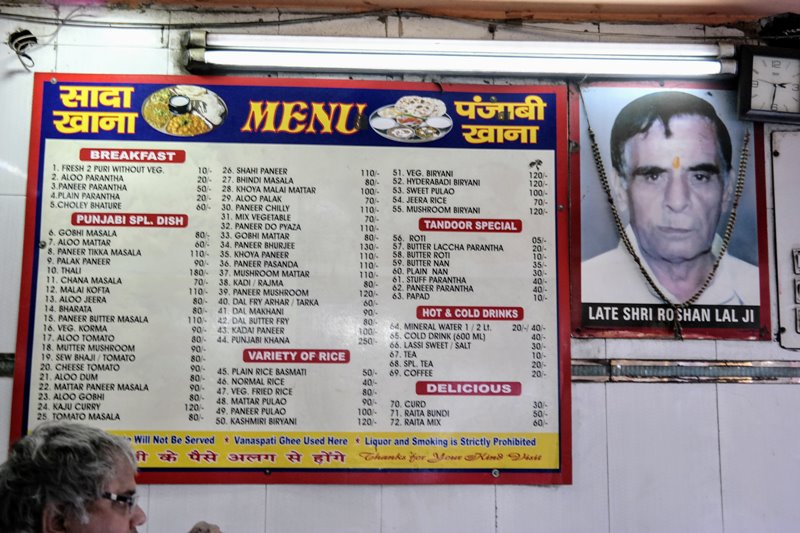 सादा खाना
MENU
पंजाबी खाना
BREAKFAST
1. FRESH 2 PURI WITHOUT VEG. 10/-
2. ALOO PARANTHA 20/-
3. PANEER PARANTHA 50/-
4. PLAIN PARANTHA 20/-
5. CHOLEY BHATURE 60/-
PUNJABI SPL. DISH
6. GOBHI MASALA 80/-
7. ALOO MATTAR 60/-
8. PANEER TIKKA MASALA 110/-
9. PALAK PANEER 90/-
10. THALI 180/-
11. CHANA MASALA 70/-
12. MALAI KOFTA 110/-
13. ALOO JEERA 80/-
14. BHARATA 80/-
15. PANEER BUTTER MASALA 110/-
16. VEG. KORMA 90/-
17. ALOO TOMATO 80/-
18. MUTTER MUSHROOM 90/-
19. SEW BHAJI / TOMATO 80/-
20. CHEESE TOMATO 90/-
21. ALOO DUM 80/-
22. MATTAR PANEER MASALA 90/-
23. ALOO GOBHI 80/-
24. KAJU CURRY 120/-
25. TOMATO MASALA 80/-
26. SHAHI PANEER 110/-
27. BHINDI MASALA 80/-
28. KHOYA MALAI MATTAR 100/-
29. ALOO PALAK 70/-
30. PANEER CHILLY 110/-
31. MIX VEGETABLE 70/-
32. PANEER DO PYAZA 110/-
33. GOBHI MATTAR 80/-
34. PANEER BHURJEE 130/-
35. KHOYA PANEER 110/-
36. PANEER PASANDA 110/-
37. MUSHROOM MATTAR 110/-
38. KADI / RAJMA 80/-
39. PANEER MUSHROOM 120/-
40. DAL FRY ARHAR / TARKA 60/-
41. DAL MAKHANI 90/-
42. DAL BUTTER FRY 80/-
43. KADAI PANEER 100/-
44. PUNJABI KHANA 250/-
VARIETY OF RICE
45. PLAIN RICE BASMATI 50/-
46. NORMAL RICE 40/-
47. VEG. FRIED RICE 80/-
48. MATTAR PULAO 90/-
49. PANEER PULAO 100/-
50. KASHMIRI BIRYANI 120/-
51. VEG. BIRYANI 120/-
52. HYDERABADI BIRYANI 120/-
53. SWEET PULAO 100/-
54. JEERA RICE 70/-
55. MUSHROOM BIRYANI 120/-
TANDOOR SPECIAL
56. ROTI 05/-
57. BUTTER LACCHA PARANTHA 20/-
58. BUTTER ROTI 10/-
59. BUTTER NAN 35/-
60. PLAIN NAN 30/-
61. STUFF PARANTHA 40/-
62. PANEER PARANTHA 40/-
63. PAPAD 10/-
HOT & COLD DRINKS
64. MINERAL WATER 1 / 2 Lt. 20/- 40/-
65. COLD DRINK (600 ML) 40/-
66. LASSI SWEET / SALT 30/-
67. TEA 10/-
68. SPL. TEA 20/-
69. COFFEE 20/-
DELICIOUS
70. CURD 30/-
71. RAITA BUNDI 50/-
72. RAITA MIX 60/-
Will Not Be Served • Vanaspati Ghee Used Here • Liquor and Smoking is Strictly Prohibited
के पैसे अलग से होंगे Thanks for Your Kind Visit
LATE SHRI ROSHAN LAL JI